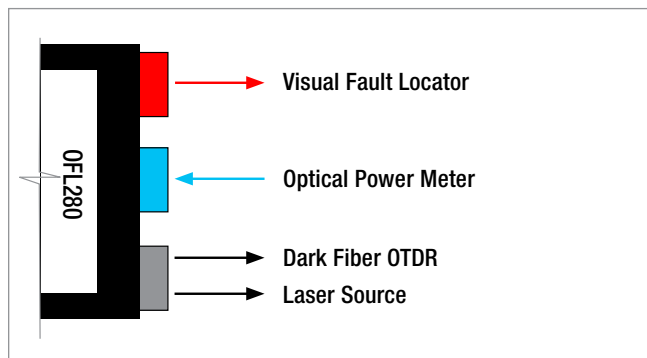 OFL280
Visual Fault Locator
Optical Power Meter
Dark Fiber OTDR
Laser Source